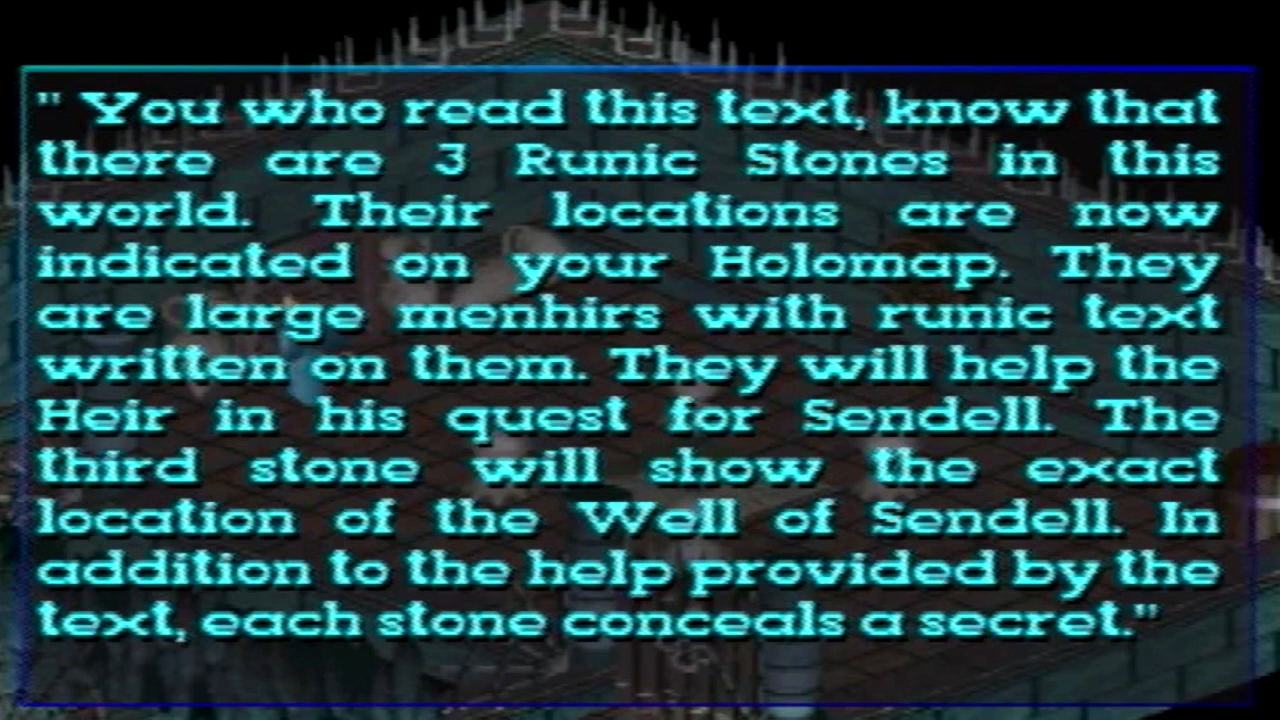 " You who read this text, know that
there are 3 Runic Stones in this
world. Their locations are now
indicated on your Holomap. They
are large menhirs with runic text
written on them. They will help the
Heir in his quest for Sendell. The
third stone will show the exact
location of the Well of Sendell. In
addition to the help provided by the
text, each stone conceals a secret."